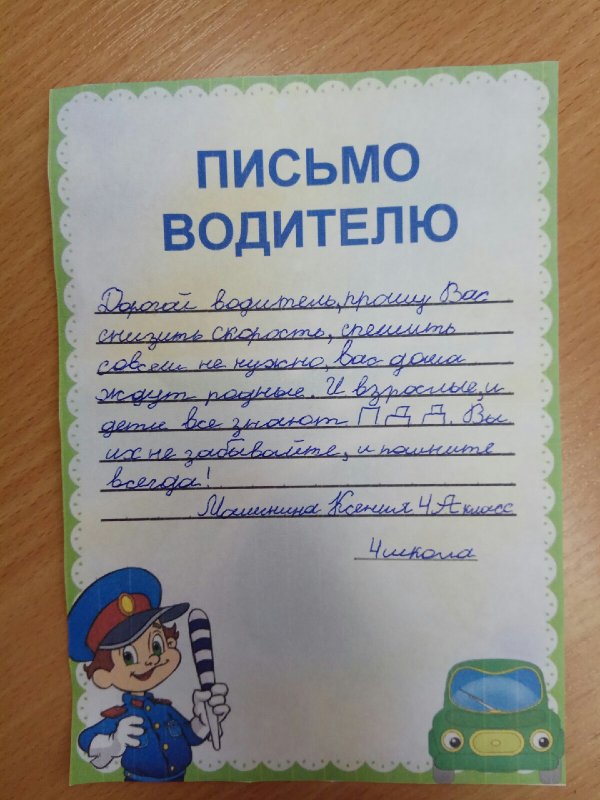 ПИСЬМО
ВОДИТЕЛЮ
Дорогой водитель, прошу Вас
снизить скорость, спешить
совсем не нужно, вас дома
ждут родные. И взрослые, и
дети все знают П Д Д. Вы
их не забывайте, и помните
всегда!
Машинина Ксения 4 А класс
4 школа